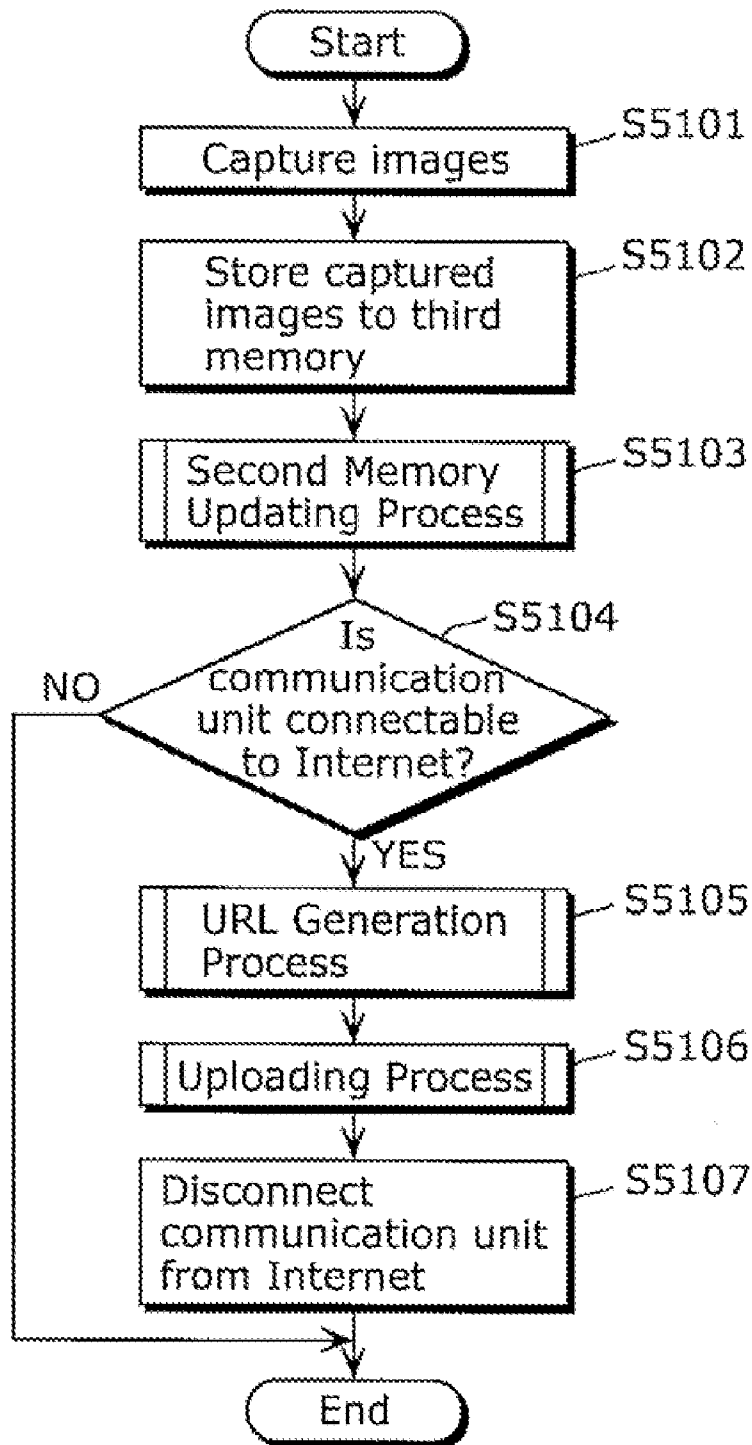 Start
S5101
Capture images
S5102
Store captured
images to third
memory
S5103
Second Memory
Updating Process
S5104
Is
communication
unit connectable
to Internet?
NO
YES
S5105
URL Generation
Process
S5106
Uploading Process
S5107
Disconnect
communication unit
from Internet
End